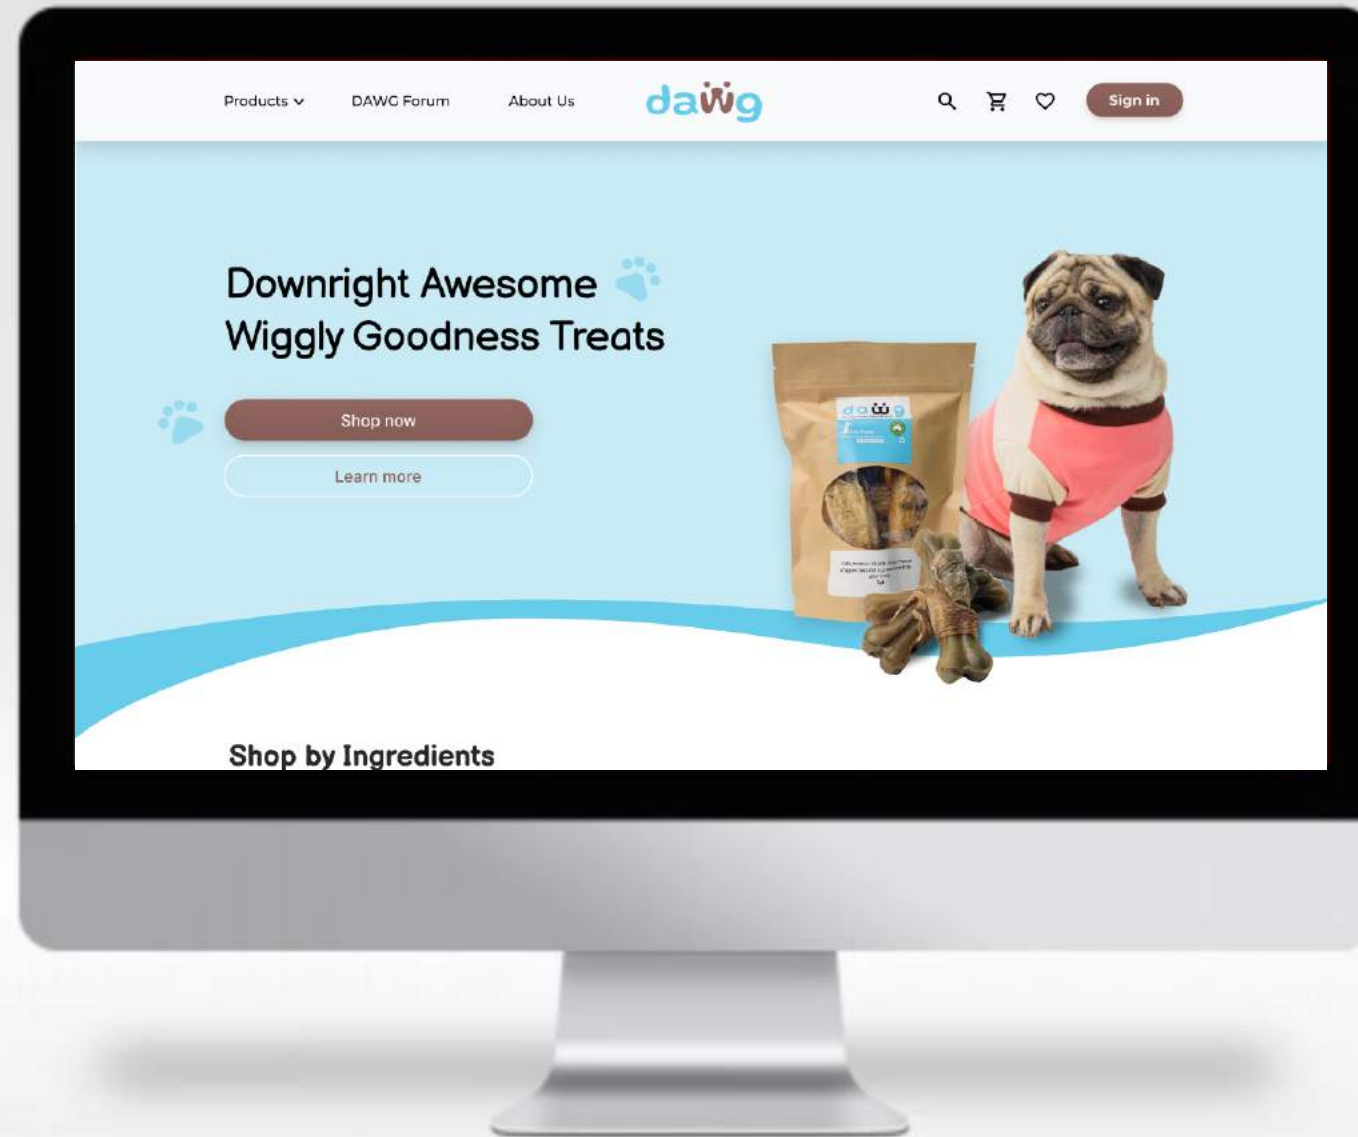 Products
DAWG Forum
About Us
dawg
Sign in
Downright Awesome
Wiggly Goodness Treats
Shop now
Learn more
dawg
Shop by Ingredients